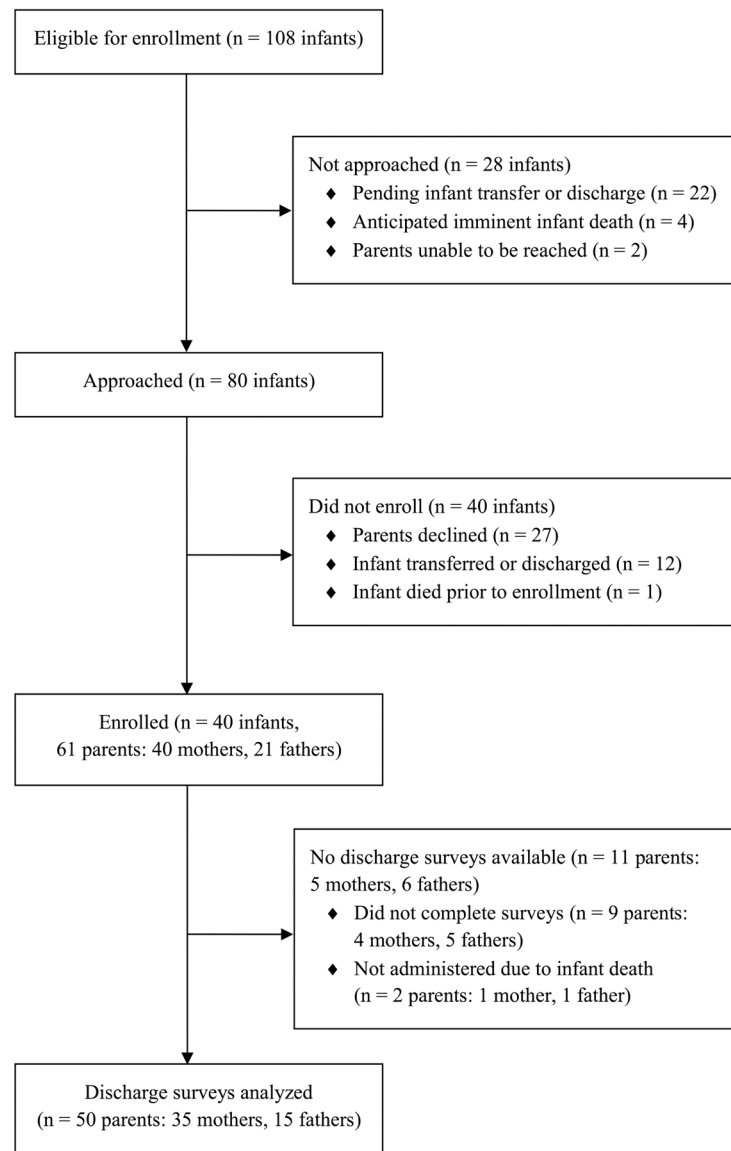 Eligible for enrollment (n = 108 infants)
Not approached (n = 28 infants)
♦ Pending infant transfer or discharge (n = 22)
♦ Anticipated imminent infant death (n = 4)
♦ Parents unable to be reached (n = 2)
Approached (n = 80 infants)
Did not enroll (n = 40 infants)
♦ Parents declined (n = 27)
♦ Infant transferred or discharged (n = 12)
♦ Infant died prior to enrollment (n = 1)
Enrolled (n = 40 infants,
61 parents: 40 mothers, 21 fathers)
No discharge surveys available (n = 11 parents:
5 mothers, 6 fathers)
♦ Did not complete surveys (n = 9 parents:
4 mothers, 5 fathers)
♦ Not administered due to infant death
(n = 2 parents: 1 mother, 1 father)
Discharge surveys analyzed
(n = 50 parents: 35 mothers, 15 fathers)